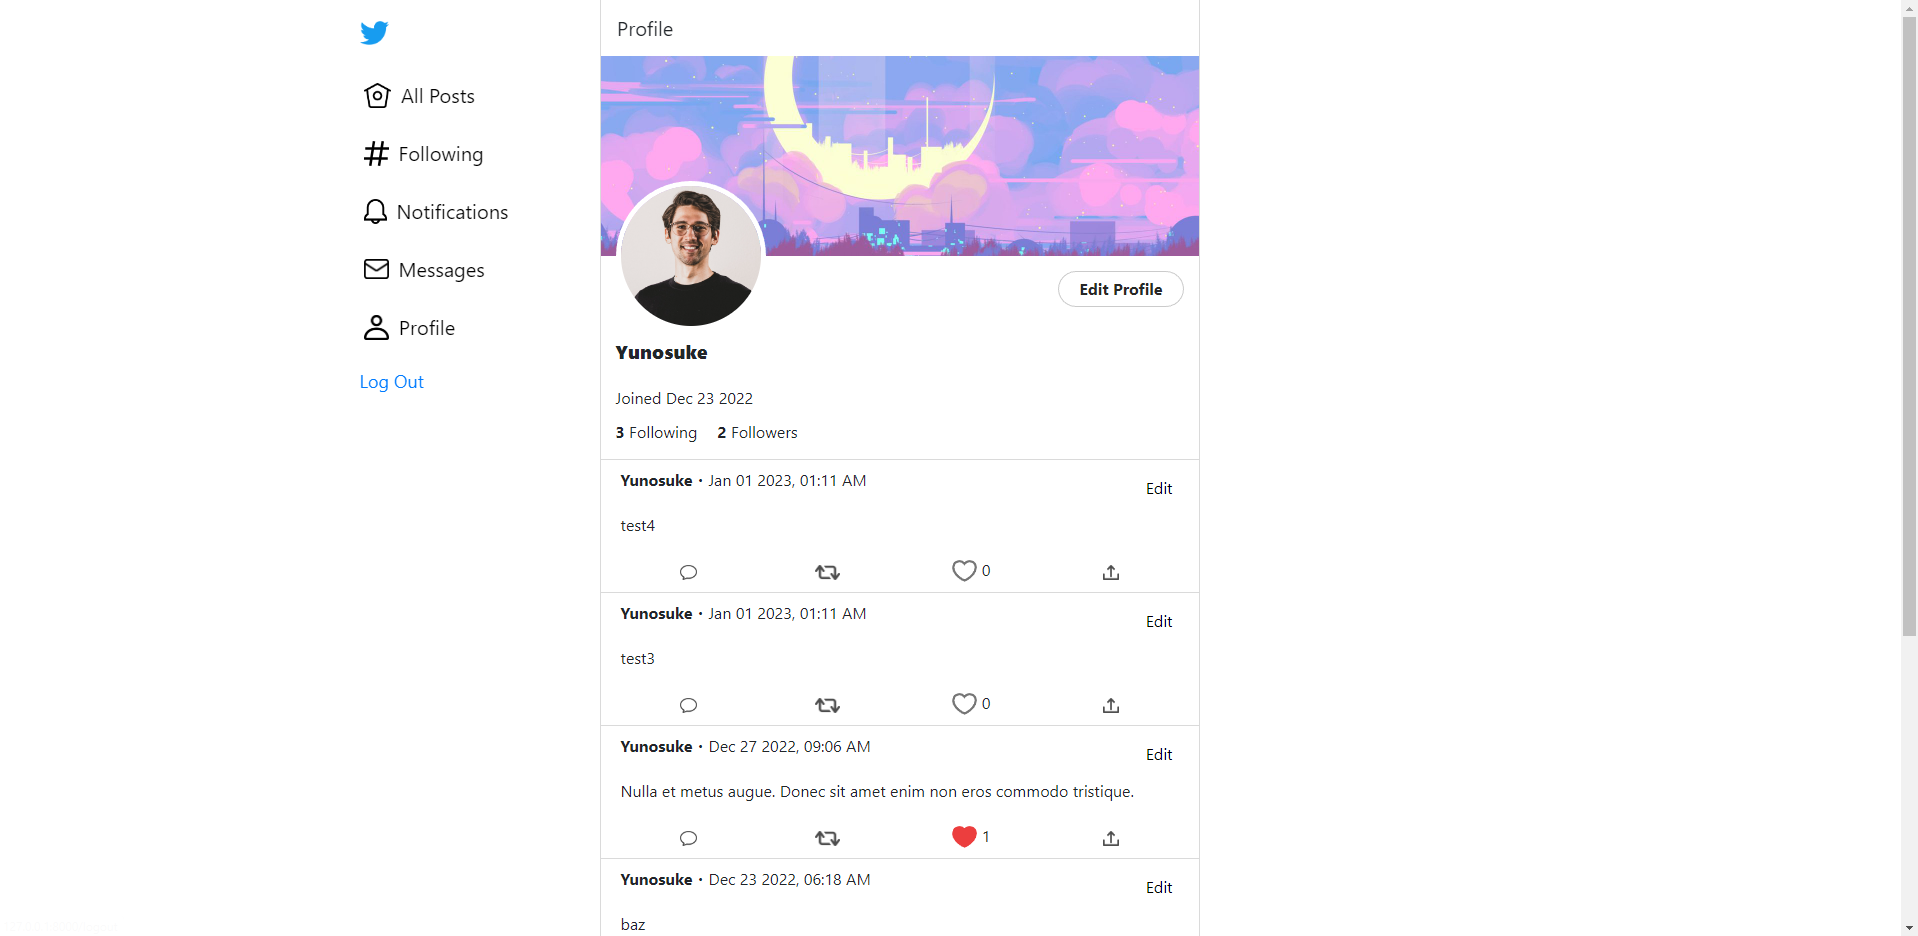 Profile
All Posts
Following
Notifications
Messages
Profile
Log Out
Edit Profile
Yunosuke
Joined Dec 23 2022
3 Following 2 Followers
Yunosuke · Jan 01 2023, 01:11 AM
Edit
test4
0
Yunosuke · Jan 01 2023, 01:11 AM
Edit
test3
0
Yunosuke · Dec 27 2022, 09:06 AM
Edit
Nulla et metus augue. Donec sit amet enim non eros commodo tristique.
1
Yunosuke · Dec 23 2022, 06:18 AM
Edit
baz